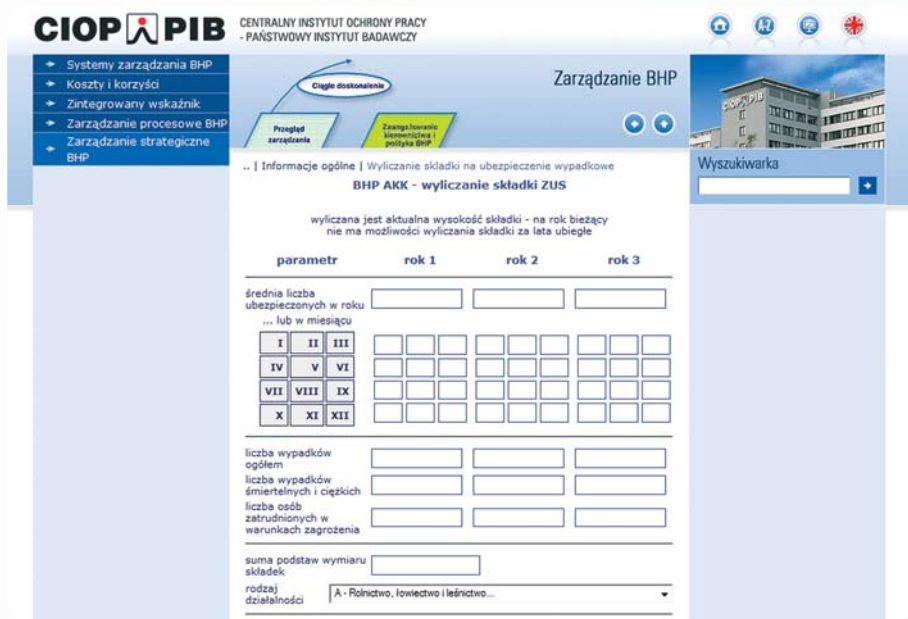 CIOP PIB
CENTRALNY INSTYTUT OCHRONY PRACY
- PAŃSTWOWY INSTYTUT BADAWCZY
A-Z
Systemy zarządzania BHP
Koszty i korzyści
Zintegrowany wskaźnik
Zarządzanie procesowe BHP
Zarządzanie strategiczne
BHP
Ciągłe doskonalenie
Przegląd
zarządzania
Zaangażowanie
kierownictwa i
polityka BHP
Zarządzanie BHP
CIOP PIB
Wyszukiwarka
.. | Informacje ogólne | Wyliczanie składki na ubezpieczenie wypadkowe
BHP AKK - wyliczanie składki ZUS
wyliczana jest aktualna wysokość składki - na rok bieżący
nie ma możliwości wyliczania składki za lata ubiegłe
parametr rok 1 rok 2 rok 3
średnia liczba
ubezpieczonych w roku
... lub w miesiącu
I II III
IV V VI
VII VIII IX
X XI XII
liczba wypadków
ogółem
liczba wypadków
śmiertelnych i ciężkich
liczba osób
zatrudnionych w
warunkach zagrożenia
suma podstaw wymiaru
składek
rodzaj
działalności
A - Rolnictwo, łowiectwo i leśnictwo...